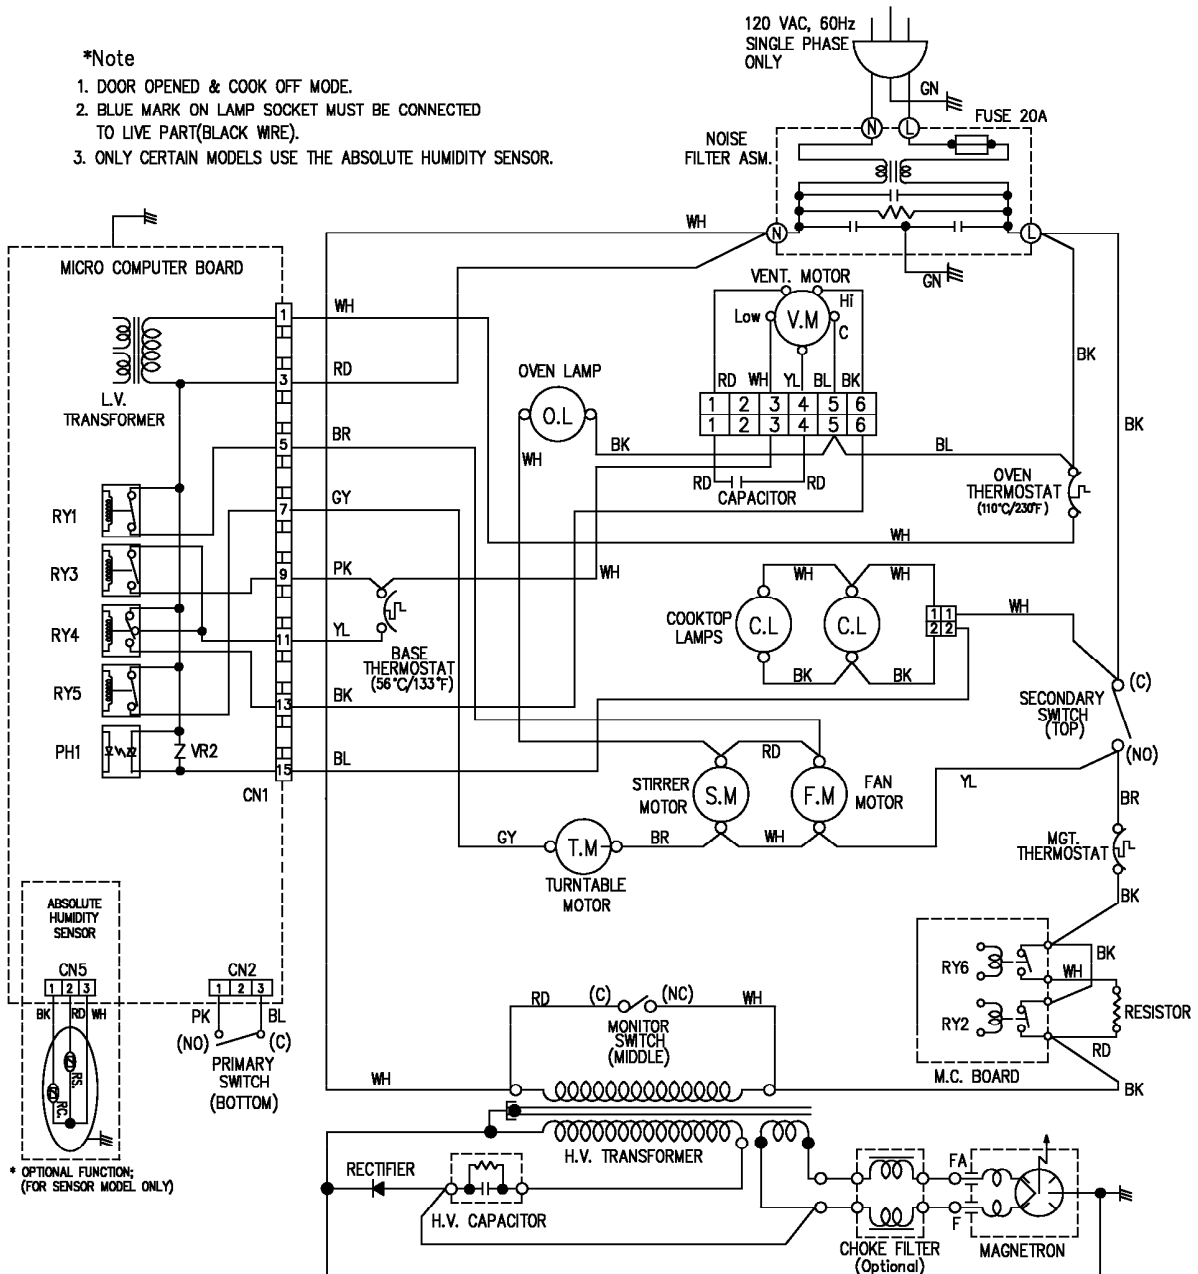 120 VAC, 60Hz
SINGLE PHASE
ONLY
*Note
1. DOOR OPENED & COOK OFF MODE.
2. BLUE MARK ON LAMP SOCKET MUST BE CONNECTED
TO LIVE PART(BLACK WIRE).
3. ONLY CERTAIN MODELS USE THE ABSOLUTE HUMIDITY SENSOR.
GN
FUSE 20A
N
L
NOISE
FILTER ASM.
WH
N
L
GN
MICRO COMPUTER BOARD
VENT. MOTOR
Low
V.M
Hi
C
1
WH
BK
L.V.
TRANSFORMER
3
RD
OVEN LAMP
O.L
RD WH YL BL BK
1 2 3 4 5 6
1 2 3 4 5 6
BK
5
BR
WH
BK
BL
RD
RD
CAPACITOR
OVEN
THERMOSTAT
(110°C/230°F)
RY1
7
GY
WH
RY3
9
PK
WH
WH
WH
COOKTOP
LAMPS
C.L
C.L
1 1
2 2
WH
RY4
11
YL
BASE
THERMOSTAT
(56°C/133°F)
BK
BK
RY5
13
BK
(C)
SECONDARY
SWITCH
(TOP)
(NO)
PH1
VR2
15
BL
CN1
RD
STIRRER
MOTOR
S.M
F.M
FAN
MOTOR
YL
BR
GY
T.M
BR
WH
TURNTABLE
MOTOR
MGT.
THERMOSTAT
BK
ABSOLUTE
HUMIDITY
SENSOR
CN5
1 2 3
BK RD WH
RS.
RC.
CN2
1 2 3
PK
BL
(NO)
(C)
PRIMARY
SWITCH
(BOTTOM)
RY6
BK
WH
RY2
RESISTOR
RD
M.C. BOARD
BK
RD
(C)
(NC)
WH
MONITOR
SWITCH
(MIDDLE)
WH
H.V. TRANSFORMER
* OPTIONAL FUNCTION;
(FOR SENSOR MODEL ONLY)
RECTIFIER
H.V. CAPACITOR
FA
F
CHOKE FILTER
(Optional)
MAGNETRON